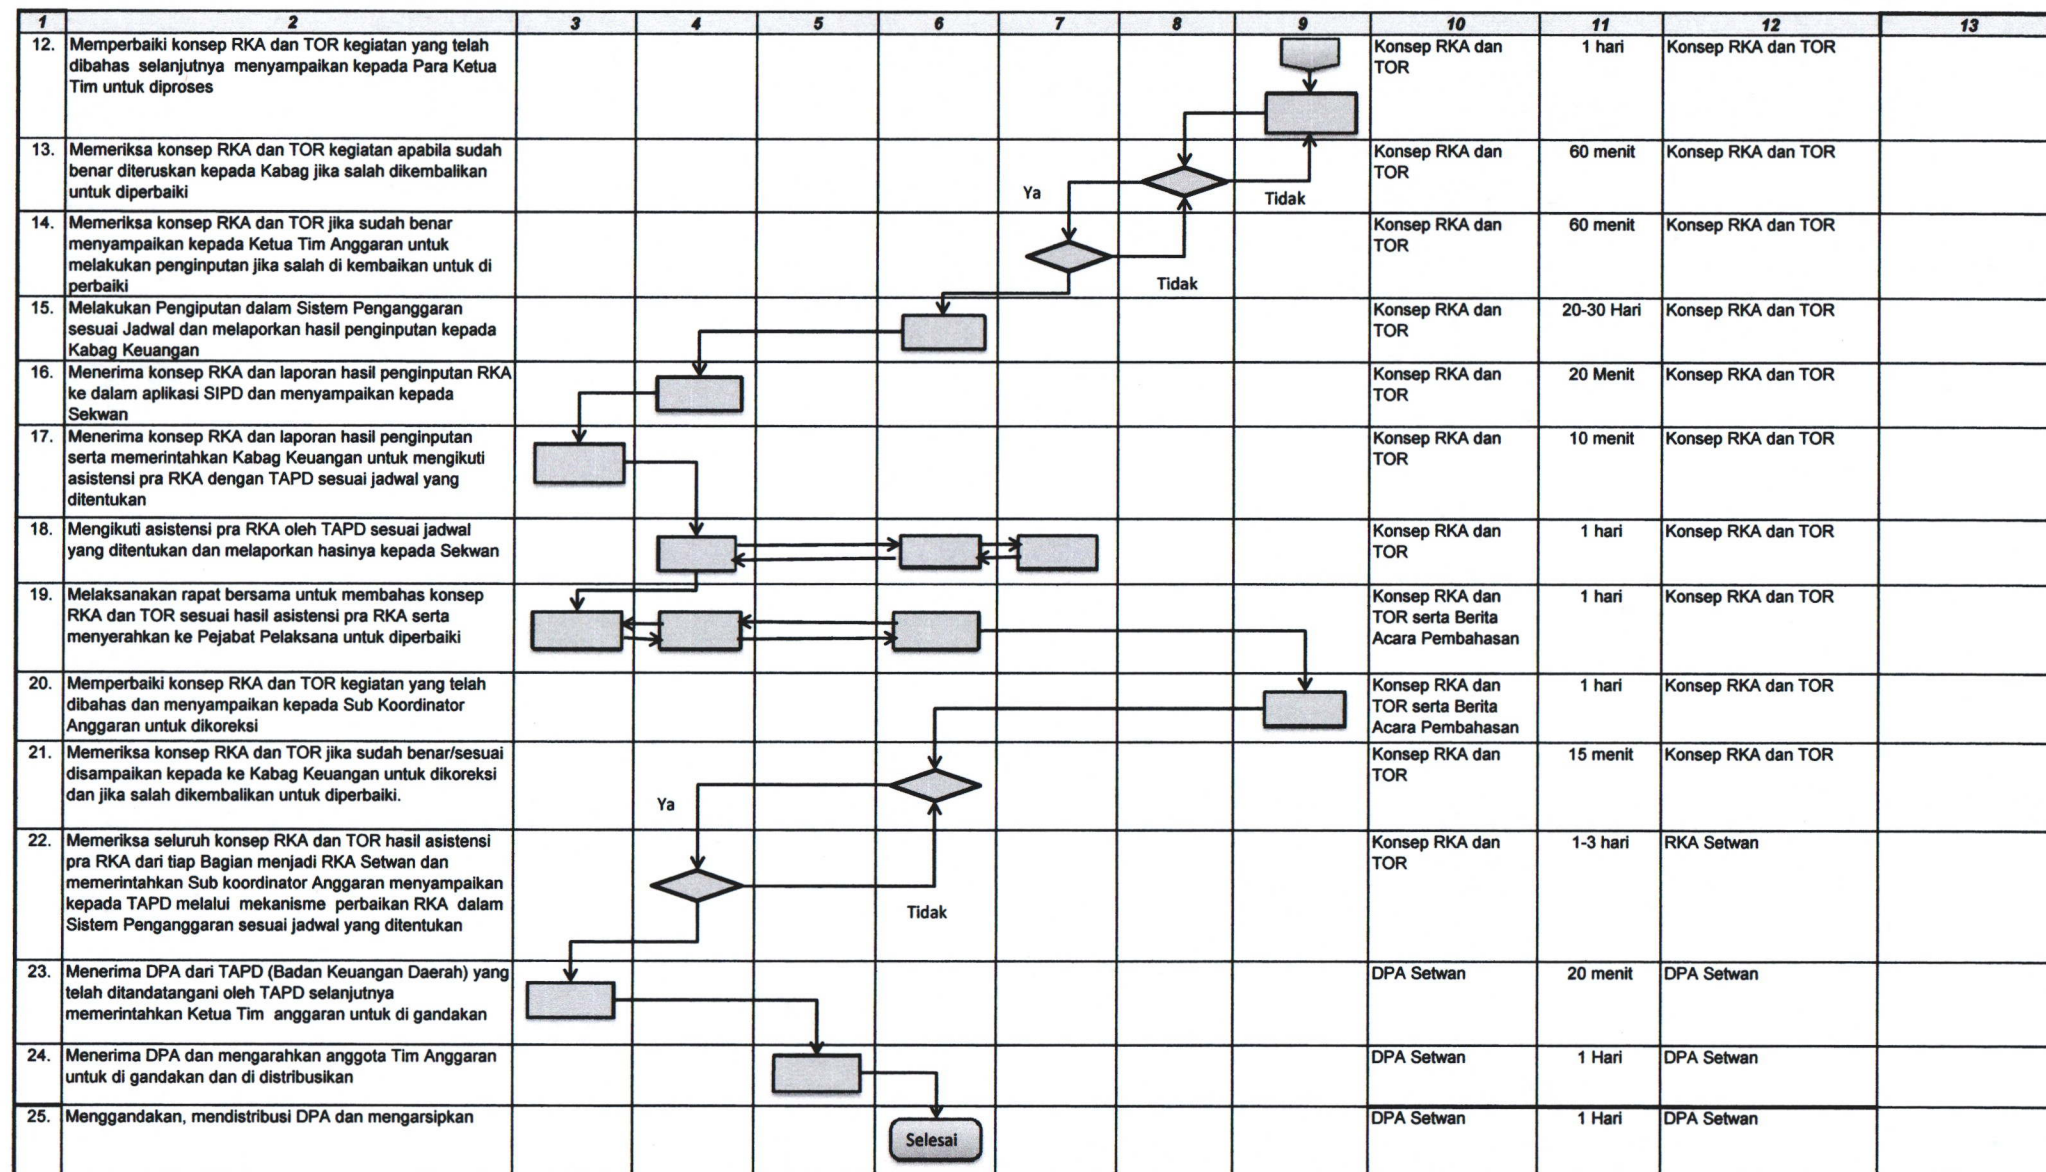 1 2 3 4 5 6 7 8 9 10 11 12 13
12. Memperbaiki konsep RKA dan TOR kegiatan yang telah
dibahas selanjutnya menyampaikan kepada Para Ketua
Tim untuk diproses
Konsep RKA dan
TOR
1 hari
Konsep RKA dan TOR
13. Memeriksa konsep RKA dan TOR kegiatan apabila sudah
benar diteruskan kepada Kabag jika salah dikembalikan
untuk diperbaiki
Ya
Tidak
Konsep RKA dan
TOR
60 menit
Konsep RKA dan TOR
14. Memeriksa konsep RKA dan TOR jika sudah benar
menyampaikan kepada Ketua Tim Anggaran untuk
melakukan penginputan jika salah di kembaikan untuk di
perbaiki
Tidak
Konsep RKA dan
TOR
60 menit
Konsep RKA dan TOR
15. Melakukan Pengiputan dalam Sistem Penganggaran
sesuai Jadwal dan melaporkan hasil penginputan kepada
Kabag Keuangan
Konsep RKA dan
TOR
20-30 Hari
Konsep RKA dan TOR
16. Menerima konsep RKA dan laporan hasil penginputan RKA
ke dalam aplikasi SIPD dan menyampaikan kepada
Sekwan
Konsep RKA dan
TOR
20 Menit
Konsep RKA dan TOR
17. Menerima konsep RKA dan laporan hasil penginputan
serta memerintahkan Kabag Keuangan untuk mengikuti
asistensi pra RKA dengan TAPD sesuai jadwal yang
ditentukan
Konsep RKA dan
TOR
10 menit
Konsep RKA dan TOR
18. Mengikuti asistensi pra RKA oleh TAPD sesuai jadwal
yang ditentukan dan melaporkan hasinya kepada Sekwan
Konsep RKA dan
TOR
1 hari
Konsep RKA dan TOR
19. Melaksanakan rapat bersama untuk membahas konsep
RKA dan TOR sesuai hasil asistensi pra RKA serta
menyerahkan ke Pejabat Pelaksana untuk diperbaiki
Konsep RKA dan
TOR serta Berita
Acara Pembahasan
1 hari
Konsep RKA dan TOR
20. Memperbaiki konsep RKA dan TOR kegiatan yang telah
dibahas dan menyampaikan kepada Sub Koordinator
Anggaran untuk dikoreksi
Konsep RKA dan
TOR serta Berita
Acara Pembahasan
1 hari
Konsep RKA dan TOR
21. Memeriksa konsep RKA dan TOR jika sudah benar/sesuai
disampaikan kepada ke Kabag Keuangan untuk dikoreksi
dan jika salah dikembalikan untuk diperbaiki.
Ya
Konsep RKA dan
TOR
15 menit
Konsep RKA dan TOR
22. Memeriksa seluruh konsep RKA dan TOR hasil asistensi
pra RKA dari tiap Bagian menjadi RKA Setwan dan
memerintahkan Sub koordinator Anggaran menyampaikan
kepada TAPD melalui mekanisme perbaikan RKA dalam
Sistem Penganggaran sesuai jadwal yang ditentukan
Tidak
Konsep RKA dan
TOR
1-3 hari
RKA Setwan
23. Menerima DPA dari TAPD (Badan Keuangan Daerah) yang
telah ditandatangani oleh TAPD selanjutnya
memerintahkan Ketua Tim anggaran untuk di gandakan
DPA Setwan
20 menit
DPA Setwan
24. Menerima DPA dan mengarahkan anggota Tim Anggaran
untuk di gandakan dan di distribusikan
DPA Setwan
1 Hari
DPA Setwan
25. Menggandakan, mendistribusi DPA dan mengarsipkan
Selesai
DPA Setwan
1 Hari
DPA Setwan